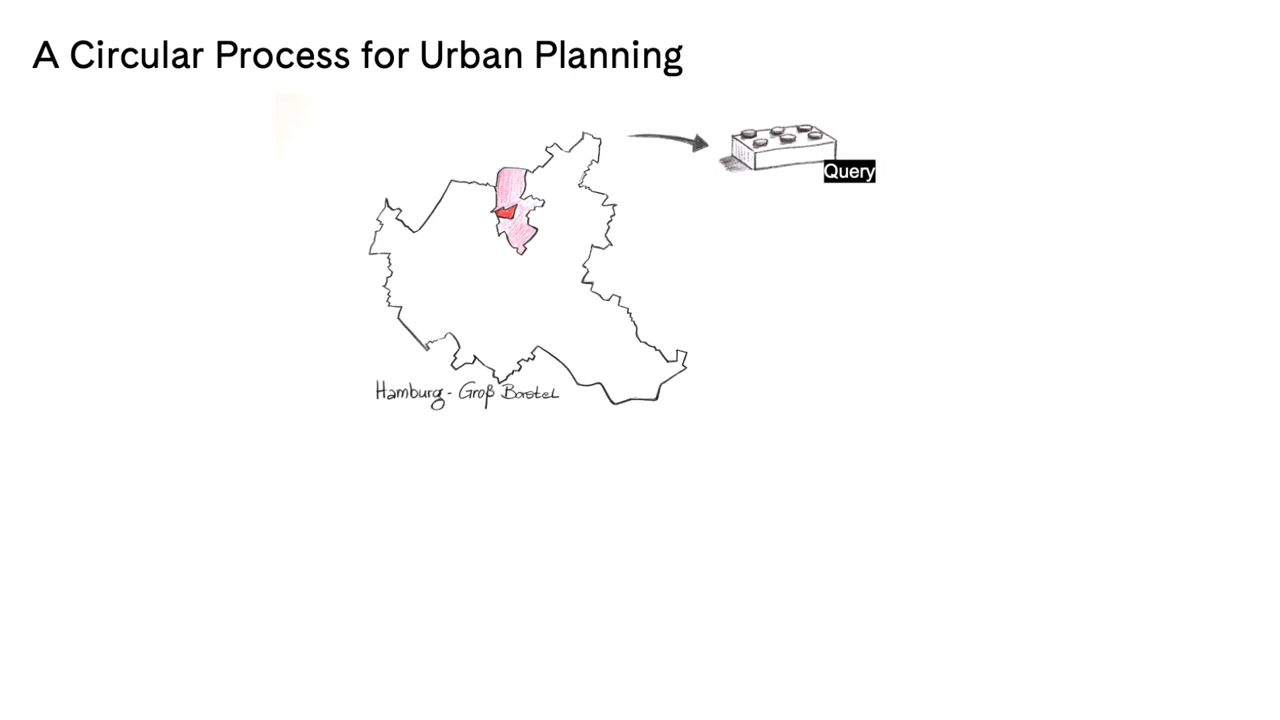 A Circular Process for Urban Planning
Query
Hamburg - Groß Borstel